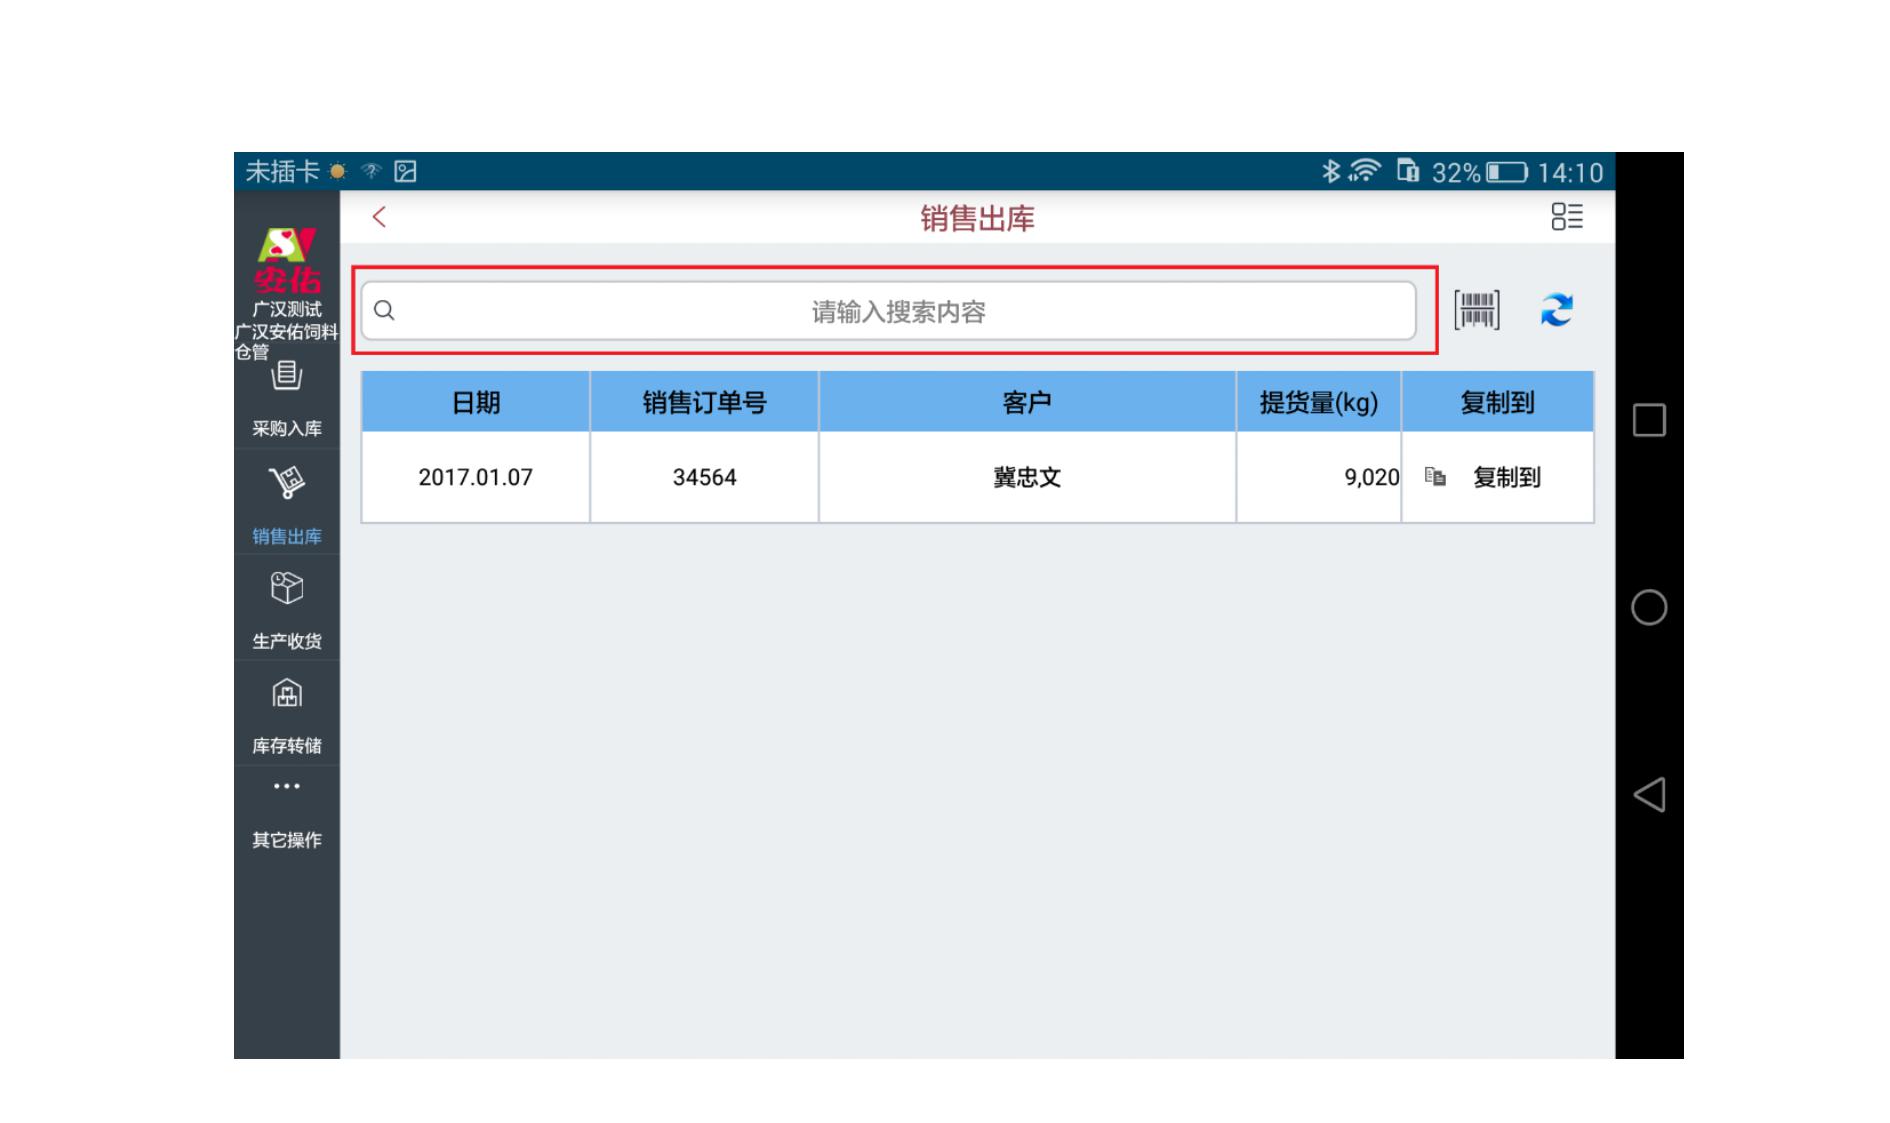 未插卡
32% 14:10
安佑
广汉测试
广汉安佑饲料
仓管
采购入库
销售出库
生产收货
库存转储
其它操作
销售出库
请输入搜索内容
日期 销售订单号 客户 提货量(kg) 复制到
2017.01.07 34564 冀忠文 9,020 复制到